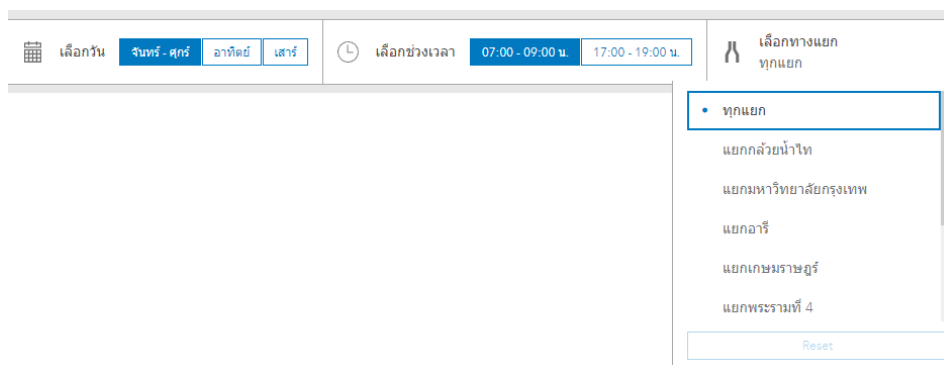 เลือกวัน จันทร์ - ศุกร์ อาทิตย์ เสาร์ เลือกช่วงเวลา 07:00 - 09:00 น. 17:00 - 19:00 น. เลือกทางแยก
ทุกแยก
ทุกแยก
แยกกล้วยน้ำไท
แยกมหาวิทยาลัยกรุงเทพ
แยกอารี
แยกเกษมราษฎร์
แยกพระรามที่ 4
Reset